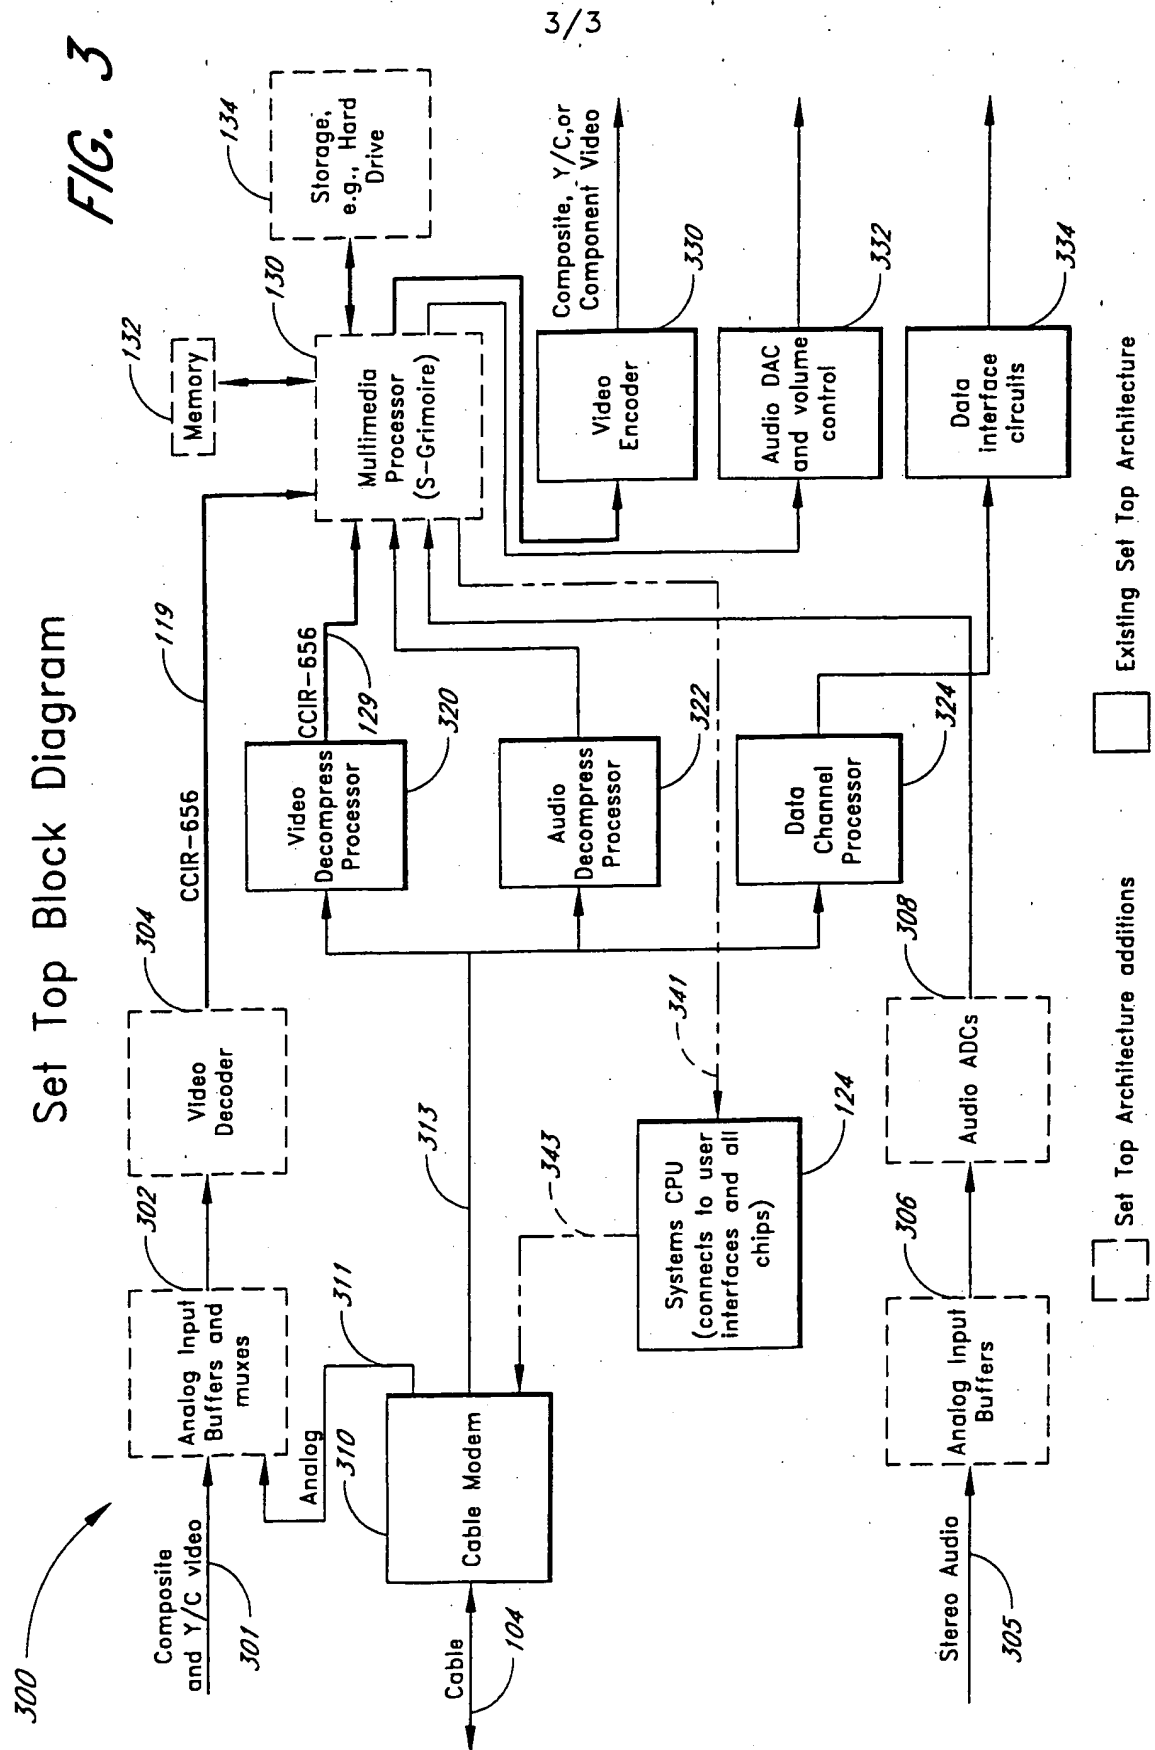 3/3
FIG. 3
Set Top Block Diagram
300
Composite
and Y/C video
301
Analog Input
Buffers and
muxes
302
Video
Decoder
304
CCIR-656
119
Memory
132
Storage,
e.g., Hard
Drive
134
Multimedia
Processor
(S-Grimoire)
130
Analog
311
Cable
104
Cable Modem
310
313
Video
Decompress
Processor
320
CCIR-656
129
Audio
Decompress
Processor
322
Data
Channel
Processor
324
Video
Encoder
330
Composite, Y/C,or
Component Video
Audio DAC
and volume
control
332
Data
interface
circuits
334
Systems CPU
(connects to user
interfaces and all
chips)
124
341
343
Stereo Audio
305
Analog Input
Buffers
306
Audio ADCs
308
Set Top Architecture additions
Existing Set Top Architecture